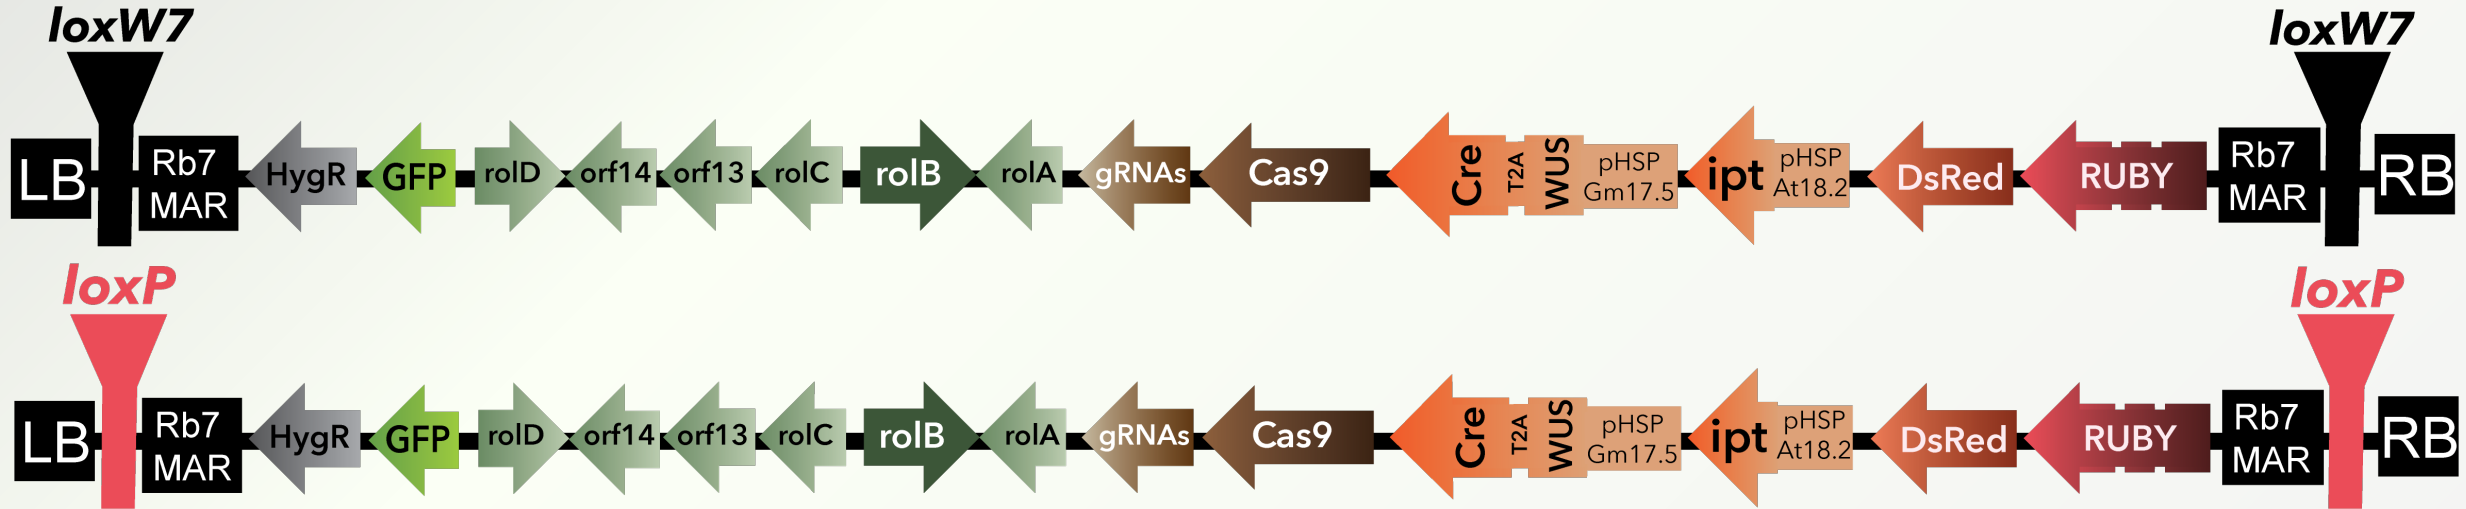 loxW7 loxW7
LB Rb7 MAR HygR GFP rolD orf14 orf13 rolC rolB rolA gRNAs Cas9 Cre T2A WUS pHSP Gm17.5 ipt pHSP At18.2 DsRed RUBY Rb7 MAR RB
loxP loxP
LB Rb7 MAR HygR GFP rolD orf14 orf13 rolC rolB rolA gRNAs Cas9 Cre T2A WUS pHSP Gm17.5 ipt pHSP At18.2 DsRed RUBY Rb7 MAR RB